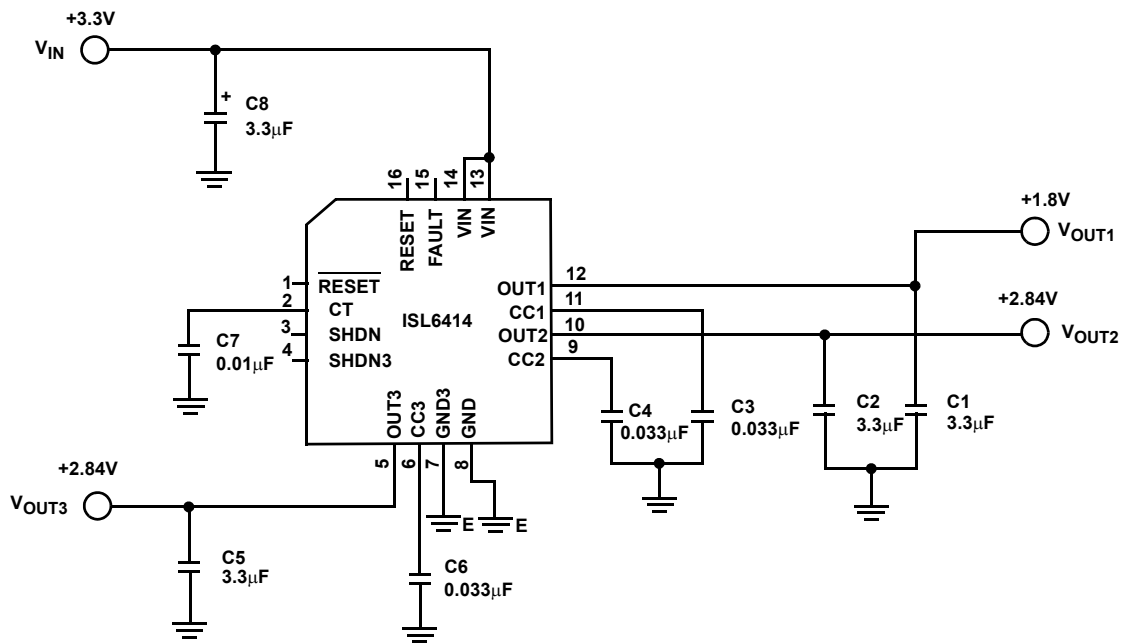 +3.3V
VIN
+
C8
3.3μF
16
15
14
13
RESET
FAULT
VIN
VIN
+1.8V
VOUT1
1
RESET
OUT1
12
2
CT
CC1
11
+2.84V
ISL6414
3
SHDN
OUT2
10
VOUT2
4
SHDN3
CC2
9
C7
0.01μF
C4
0.033μF
C3
0.033μF
C2
3.3μF
C1
3.3μF
OUT3
CC3
GND3
GND
5
6
7
8
+2.84V
VOUT3
E
E
C5
3.3μF
C6
0.033μF